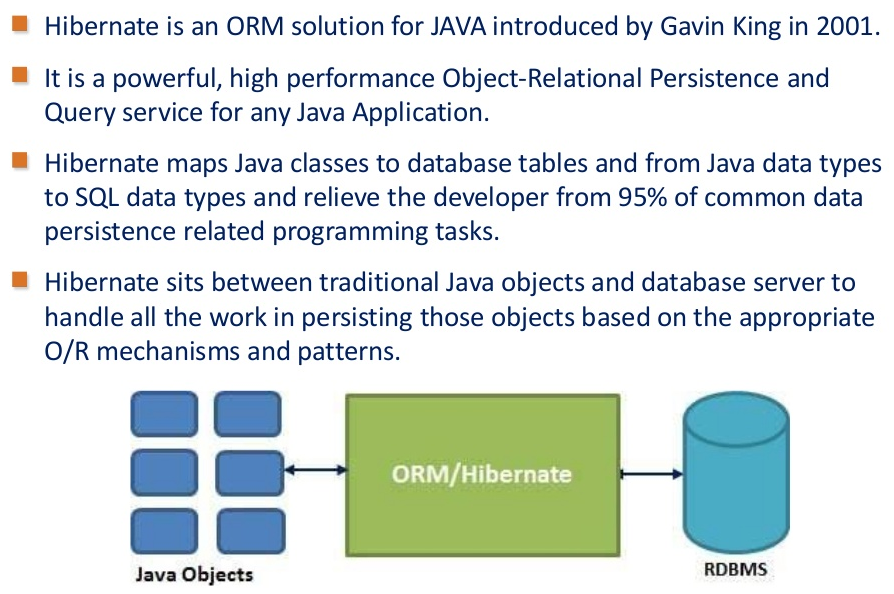 Hibernate is an ORM solution for JAVA introduced by Gavin King in 2001.
It is a powerful, high performance Object-Relational Persistence and
Query service for any Java Application.
Hibernate maps Java classes to database tables and from Java data types
to SQL data types and relieve the developer from 95% of common data
persistence related programming tasks.
Hibernate sits between traditional Java objects and database server to
handle all the work in persisting those objects based on the appropriate
O/R mechanisms and patterns.
ORM/Hibernate
Java Objects
RDBMS